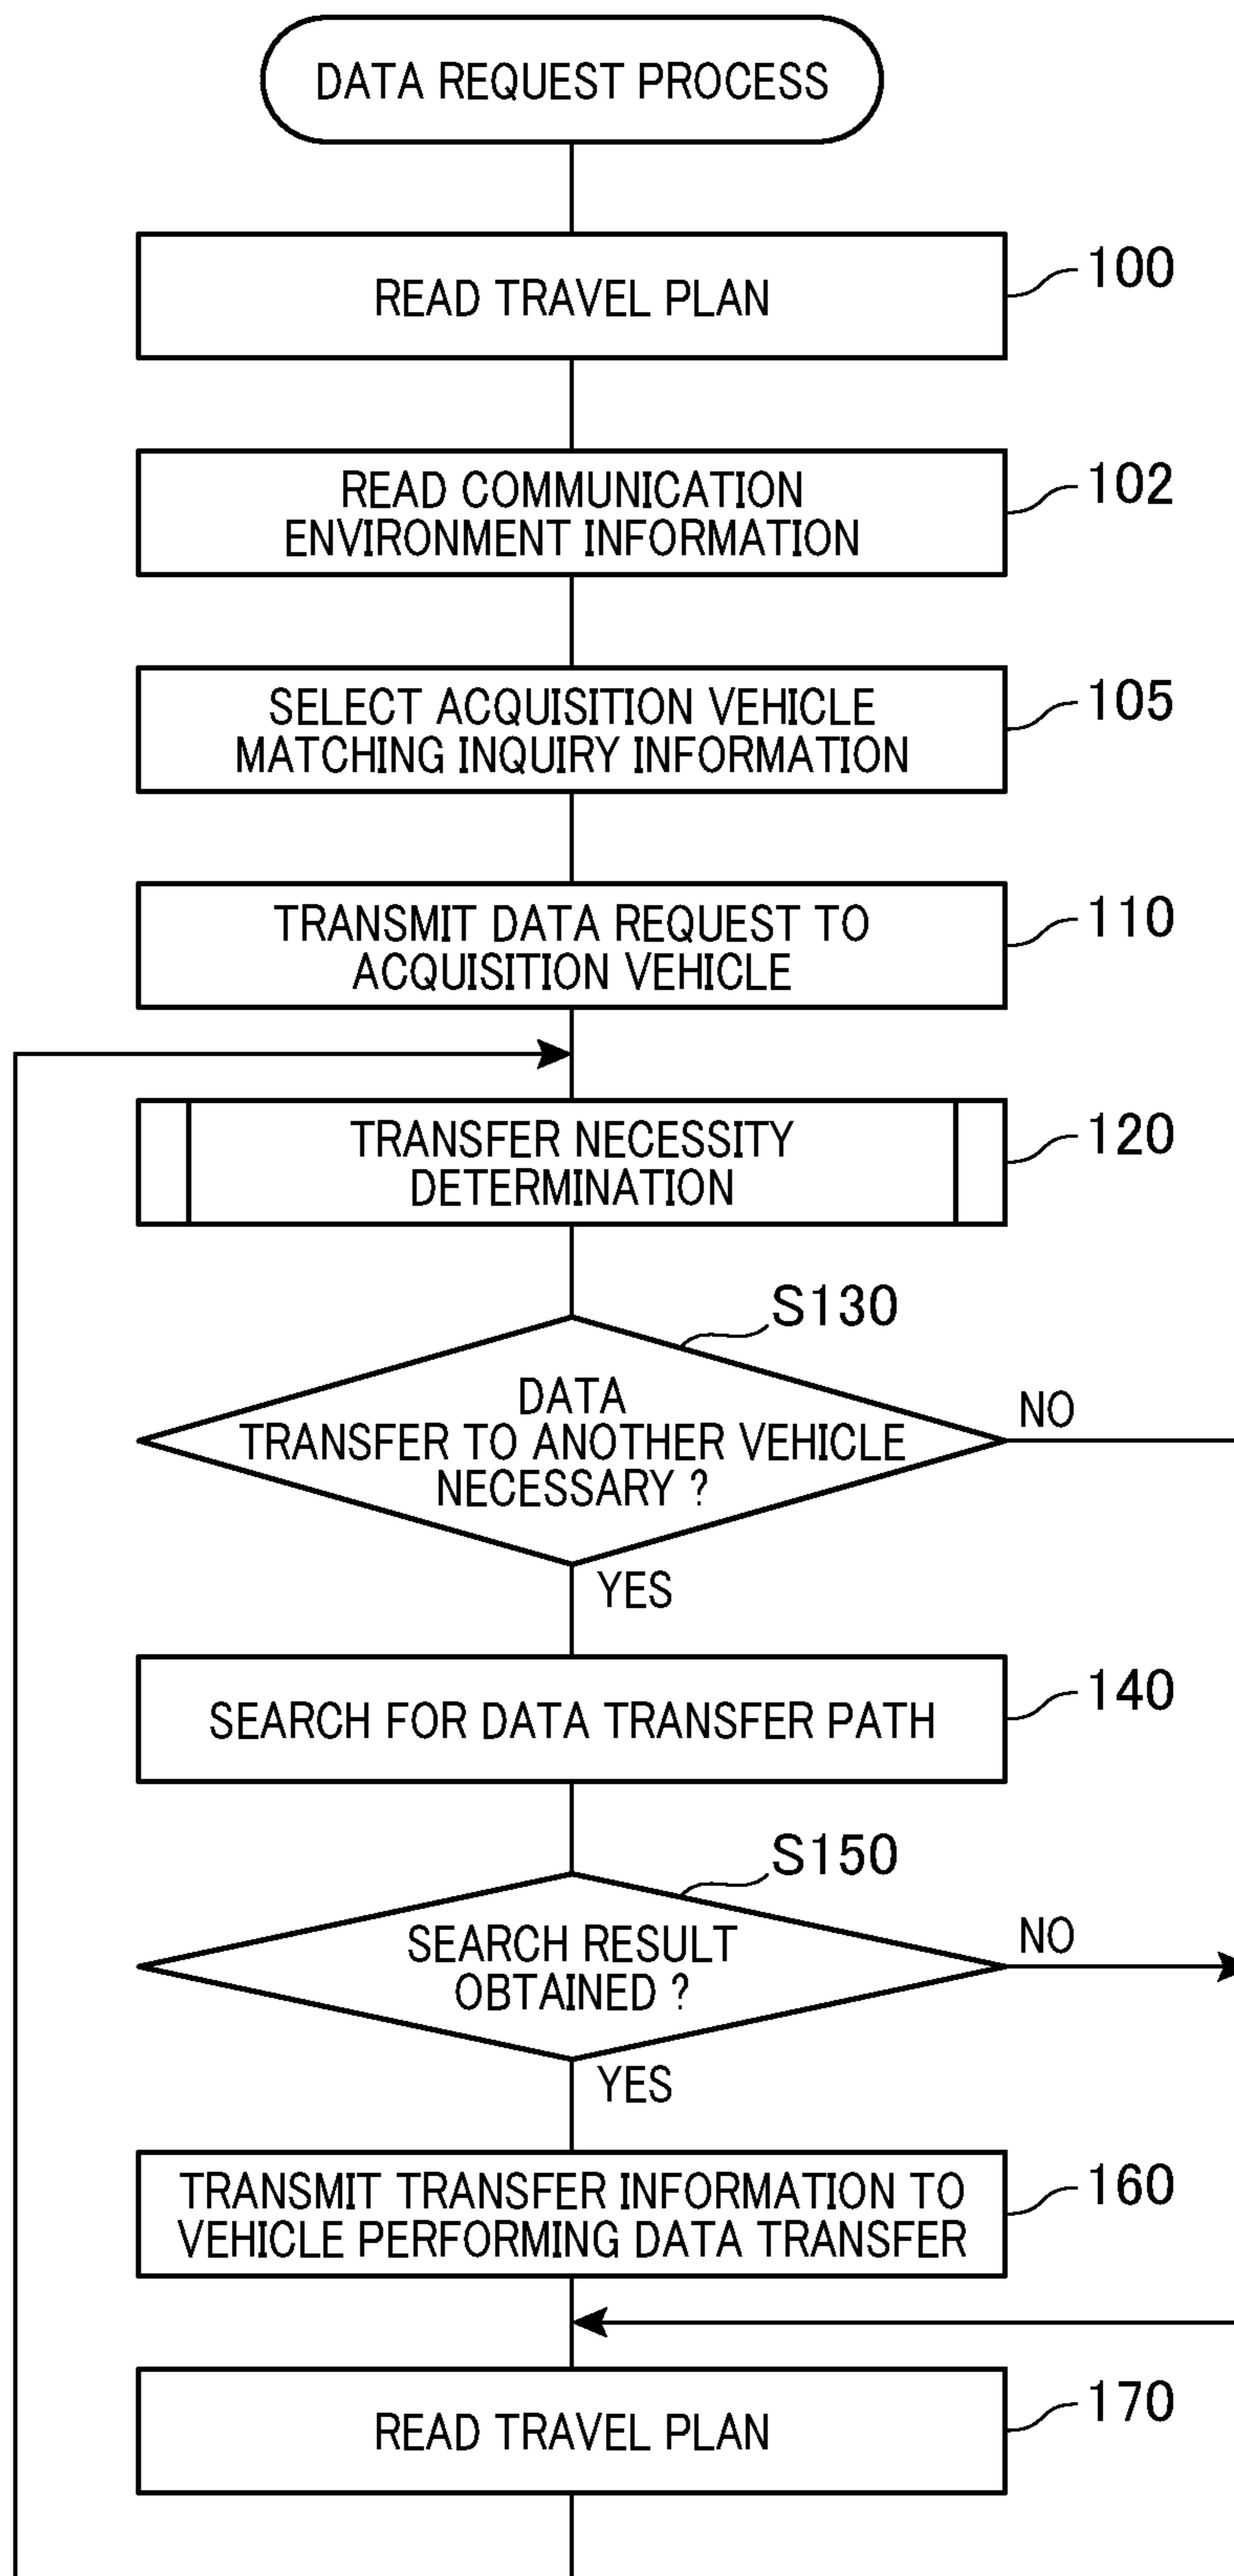 DATA REQUEST PROCESS
READ TRAVEL PLAN
100
READ COMMUNICATION
ENVIRONMENT INFORMATION
102
SELECT ACQUISITION VEHICLE
MATCHING INQUIRY INFORMATION
105
TRANSMIT DATA REQUEST TO
ACQUISITION VEHICLE
110
TRANSFER NECESSITY
DETERMINATION
120
S130
DATA
TRANSFER TO ANOTHER VEHICLE
NECESSARY ?
NO
YES
SEARCH FOR DATA TRANSFER PATH
140
S150
SEARCH RESULT
OBTAINED ?
NO
YES
TRANSMIT TRANSFER INFORMATION TO
VEHICLE PERFORMING DATA TRANSFER
160
READ TRAVEL PLAN
170